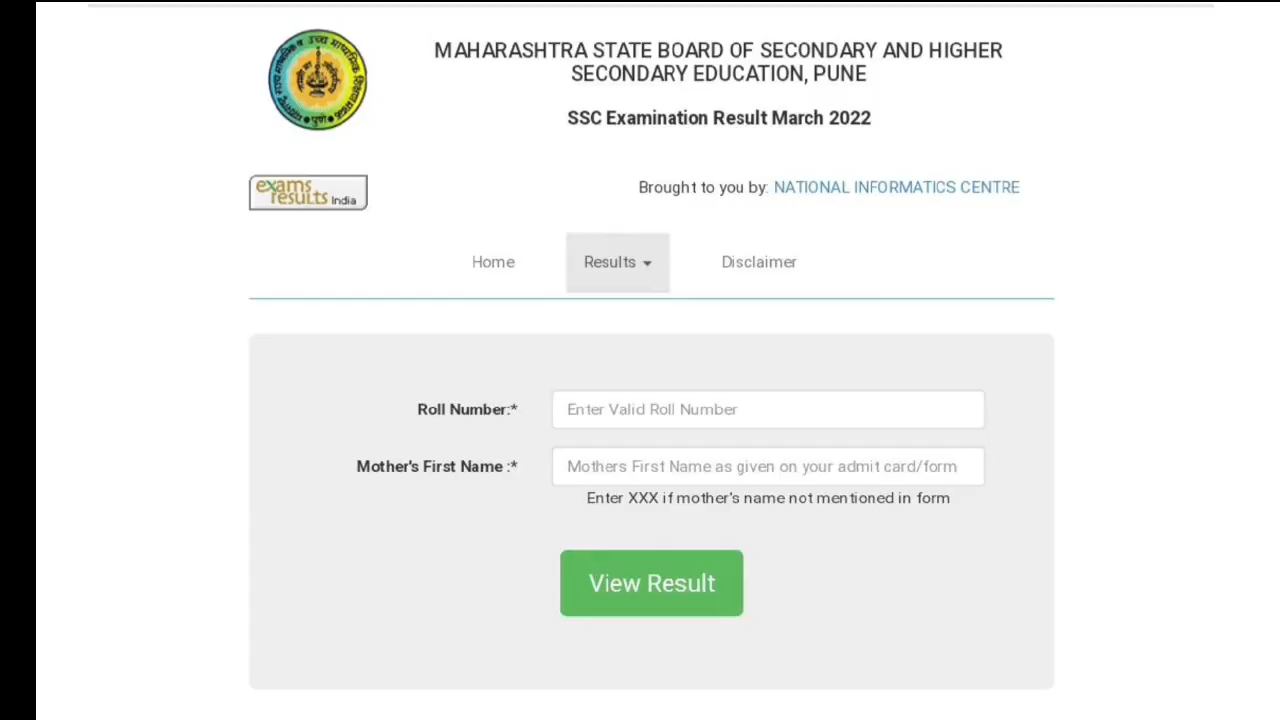 MAHARASHTRA STATE BOARD OF SECONDARY AND HIGHER
SECONDARY EDUCATION, PUNE
SSC Examination Result March 2022
exams
results India
Brought to you by: NATIONAL INFORMATICS CENTRE
Home
Results
Disclaimer
Roll Number:*
Enter Valid Roll Number
Mother's First Name :*
Mothers First Name as given on your admit card/form
Enter XXX if mother's name not mentioned in form
View Result